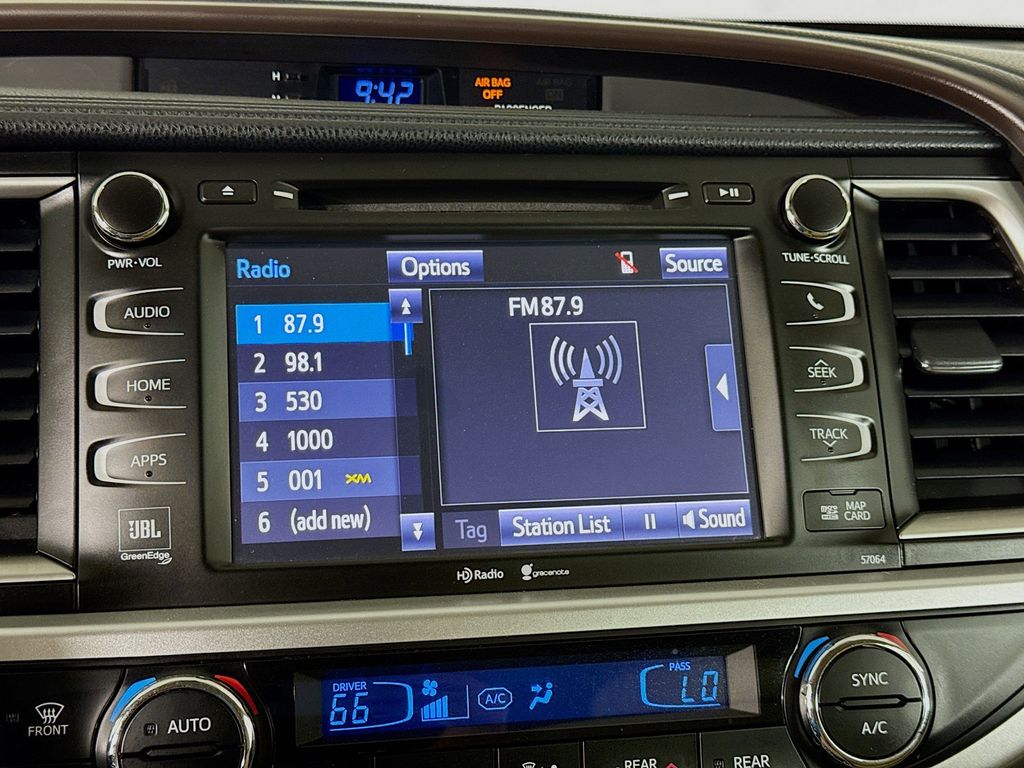 H
9:42
AIR BAG
OFF
PASSENGER
PWR•VOL
TUNE•SCROLL
AUDIO
HOME
APPS
JBL
GreenEdge
Radio
Options
Source
1 87.9
2 98.1
3 530
4 1000
5 001 XM
6 (add new)
FM 87.9
Tag
Station List
Sound
SEEK
TRACK
MAP
CARD
57064
HD Radio
gracenote
DRIVER
66
A/C
PASS
LO
FRONT
AUTO
SYNC
A/C
REAR
REAR